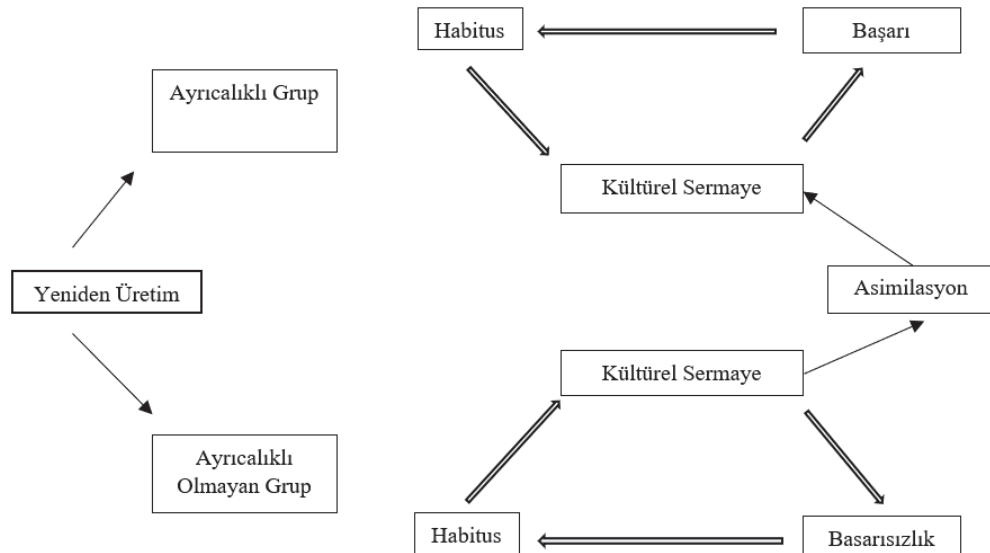 Habitus
Başarı
Ayrıcalıklı Grup
Kültürel Sermaye
Yeniden Üretim
Asimilasyon
Kültürel Sermaye
Ayrıcalıklı
Olmayan Grup
Habitus
Basarısızlık